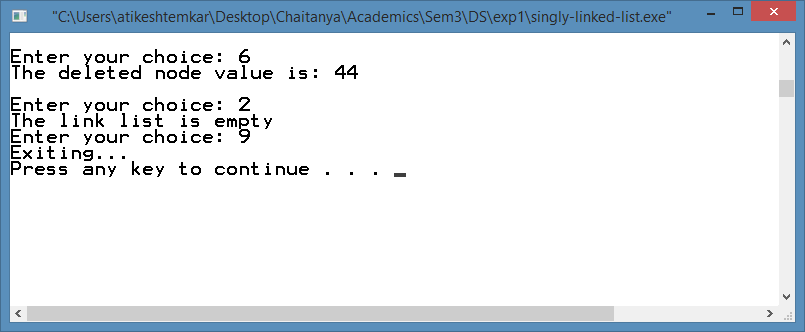 "C:\Users\atikeshtemkar\Desktop\Chaitanya\Academics\Sem3\DS\exp1\singly-linked-list.exe"
Enter your choice: 6
The deleted node value is: 44
Enter your choice: 2
The link list is empty
Enter your choice: 9
Exiting...
Press any key to continue . . .